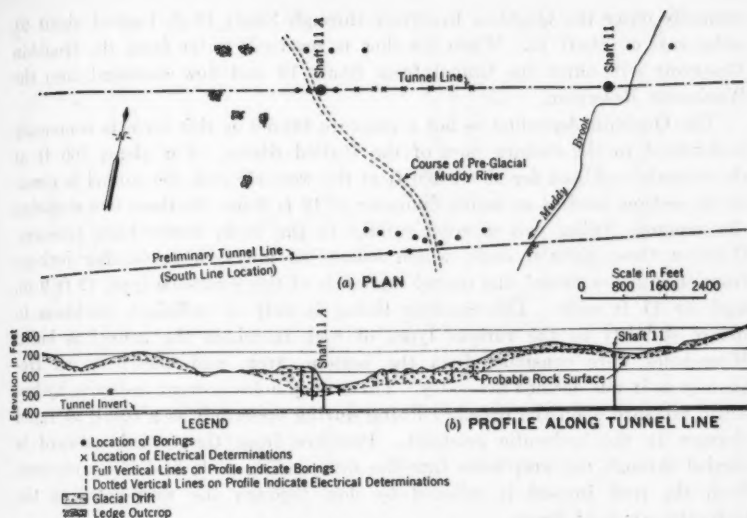 Shaft 11 A
Shaft 11
Tunnel Line
Brook
Muddy
Course of Pre-Glacial
Muddy River
Preliminary Tunnel Line
(South Line Location)
(a) PLAN
Scale in Feet
0 800 1600 2400
Elevation in Feet
800
700
600
500
400
Shaft 11 A
Shaft 11
Probable Rock Surface
Tunnel Invert
(b) PROFILE ALONG TUNNEL LINE
LEGEND
• Location of Borings
× Location of Electrical Determinations
Full Vertical Lines on Profile Indicate Borings
Dotted Vertical Lines on Profile Indicate Electrical Determinations
Glacial Drift
Ledge Outcrop